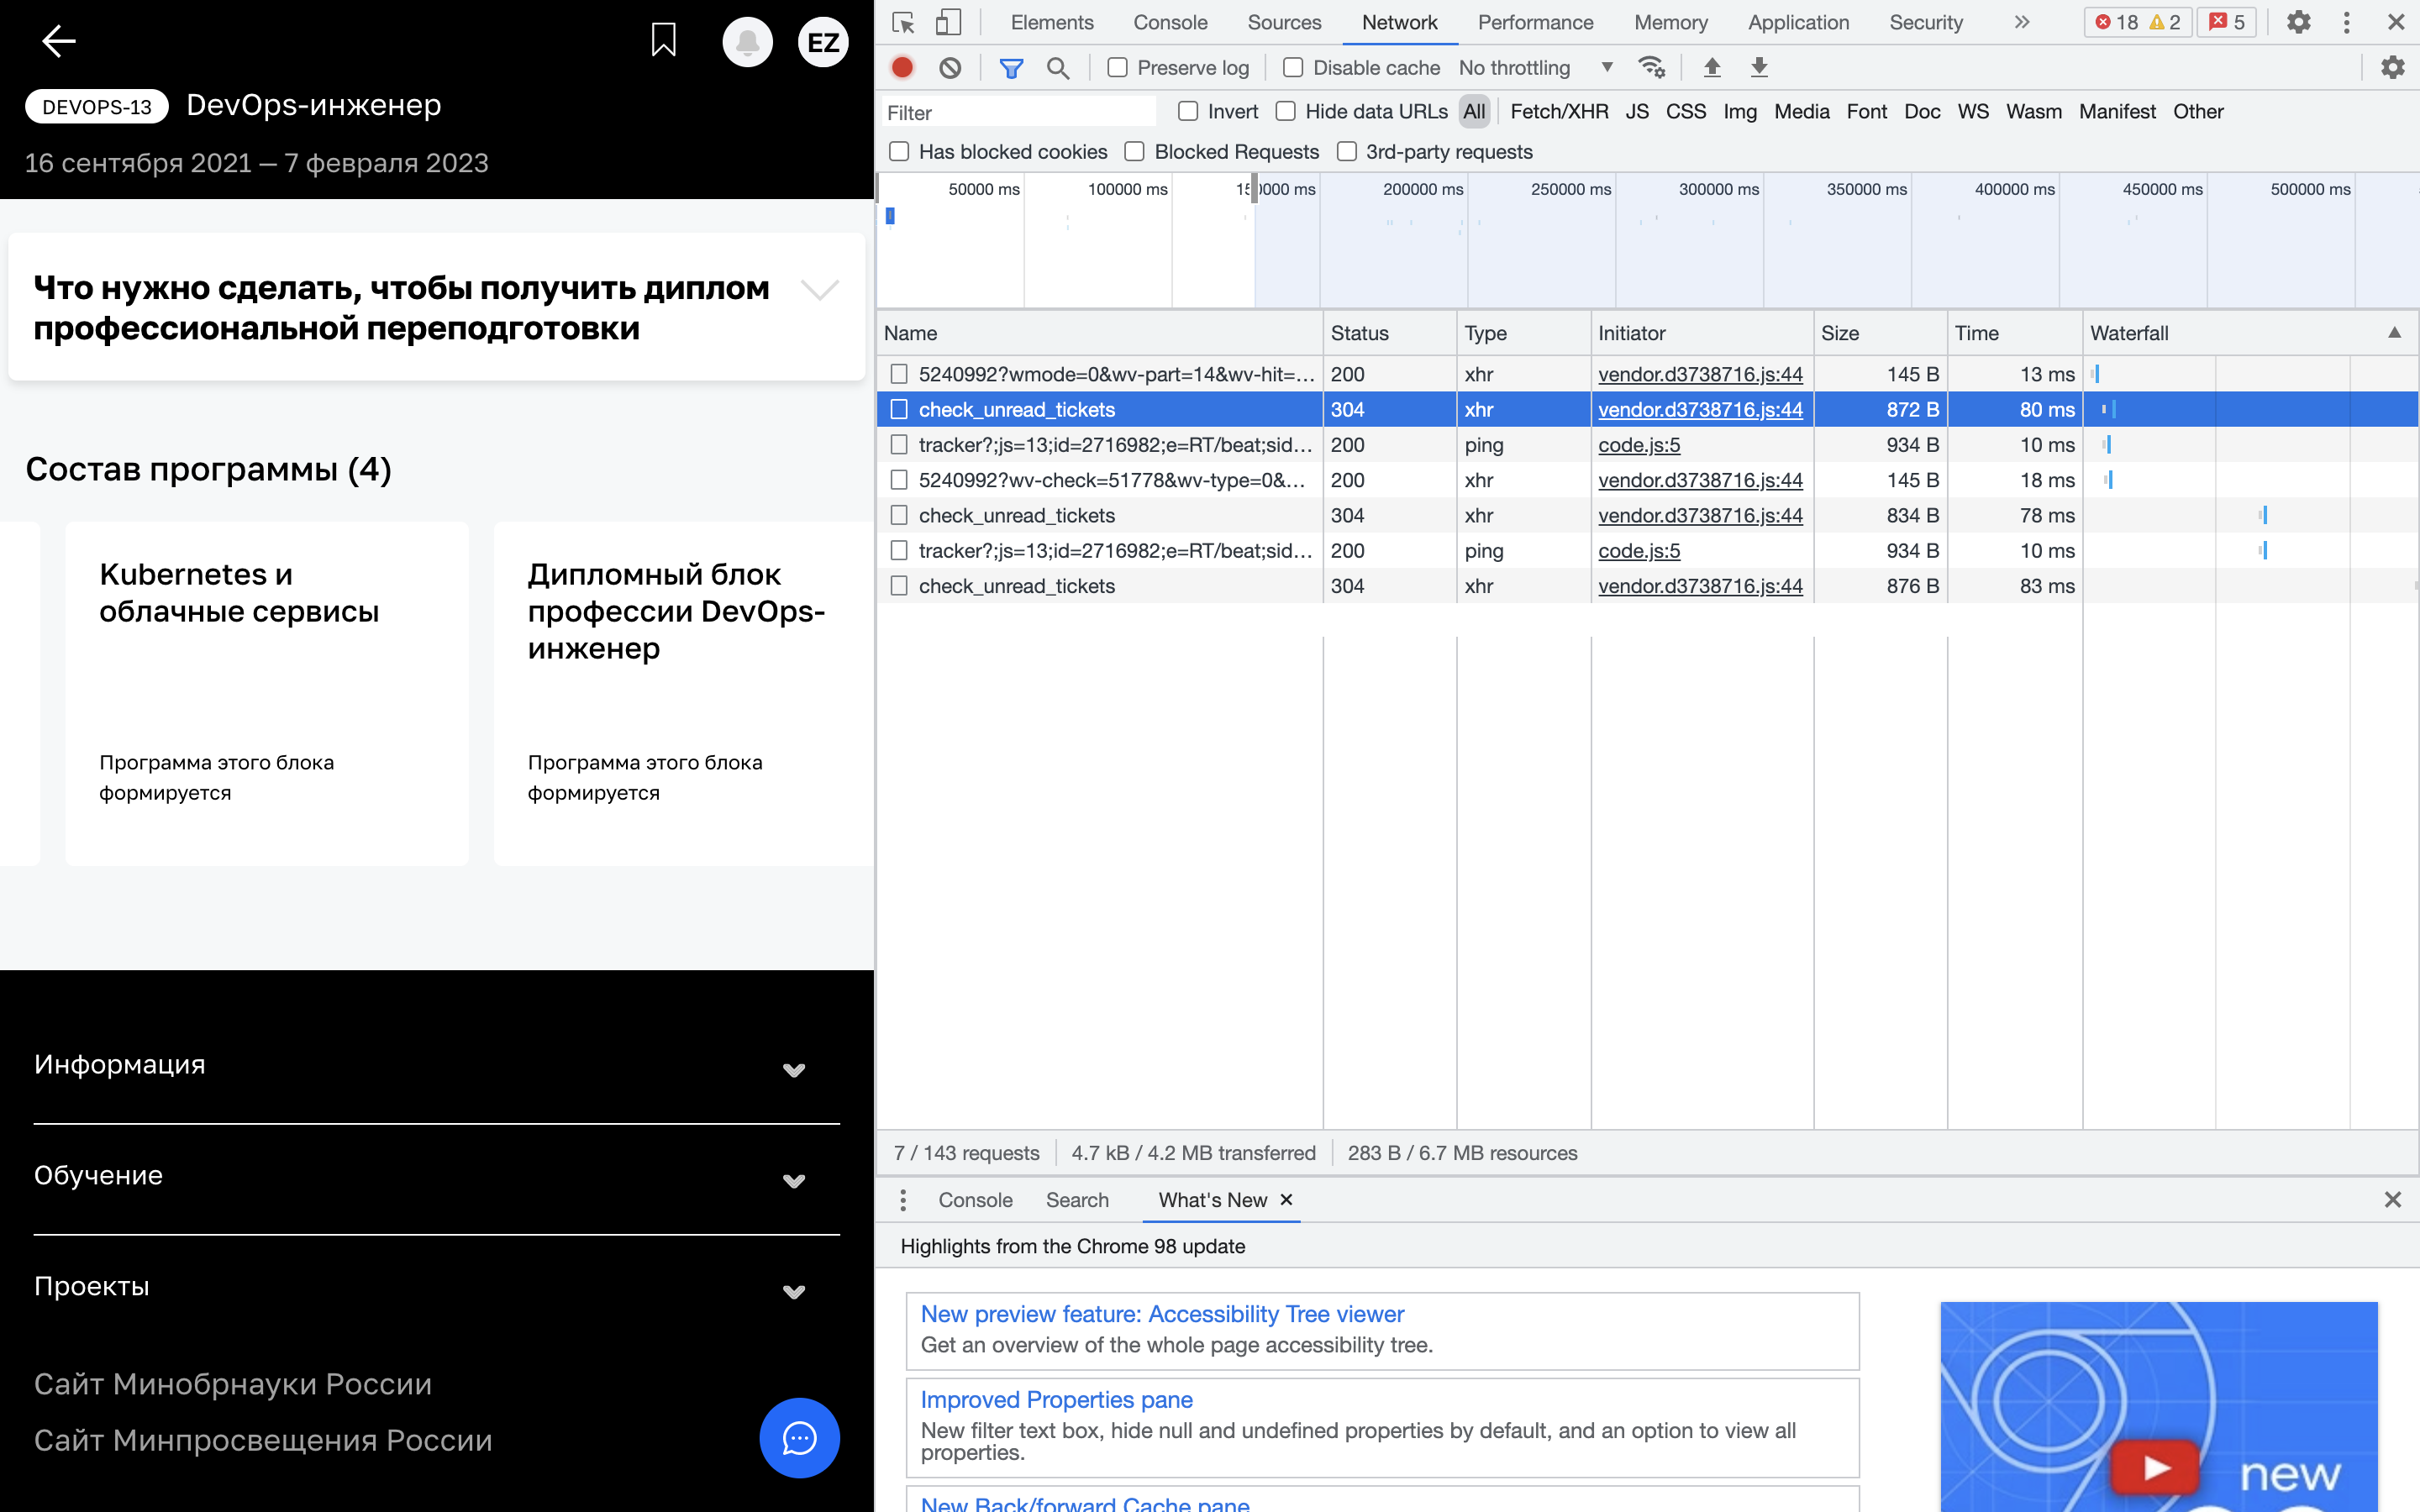 EZ
DEVOPS-13 DevOps-инженер
16 сентября 2021 — 7 февраля 2023
Что нужно сделать, чтобы получить диплом
профессиональной переподготовки
Состав программы (4)
Kubernetes и
облачные сервисы
Программа этого блока
формируется
Дипломный блок
профессии DevOps-
инженер
Программа этого блока
формируется
Информация
Обучение
Проекты
Сайт Минобрнауки России
Сайт Минпросвещения России
Elements Console Sources Network Performance Memory Application Security » 18 2 5
Preserve log Disable cache No throttling
Filter Invert Hide data URLs All Fetch/XHR JS CSS Img Media Font Doc WS Wasm Manifest Other
Has blocked cookies Blocked Requests 3rd-party requests
50000 ms 100000 ms 000 ms 200000 ms 250000 ms 300000 ms 350000 ms 400000 ms 450000 ms 500000 ms
Name Status Type Initiator Size Time Waterfall
5240992?wmode=0&wv-part=14&wv-hit=... 200 xhr vendor.d3738716.js:44 145 B 13 ms
check_unread_tickets 304 xhr vendor.d3738716.js:44 872 B 80 ms
tracker?;js=13;id=2716982;e=RT/beat;sid... 200 ping code.js:5 934 B 10 ms
5240992?wv-check=51778&wv-type=0&... 200 xhr vendor.d3738716.js:44 145 B 18 ms
check_unread_tickets 304 xhr vendor.d3738716.js:44 834 B 78 ms
tracker?;js=13;id=2716982;e=RT/beat;sid... 200 ping code.js:5 934 B 10 ms
check_unread_tickets 304 xhr vendor.d3738716.js:44 876 B 83 ms
7 / 143 requests 4.7 kB / 4.2 MB transferred 283 B / 6.7 MB resources
Console Search What's New
Highlights from the Chrome 98 update
New preview feature: Accessibility Tree viewer
Get an overview of the whole page accessibility tree.
Improved Properties pane
New filter text box, hide null and undefined properties by default, and an option to view all
properties.
New Back/forward Cache pane
new